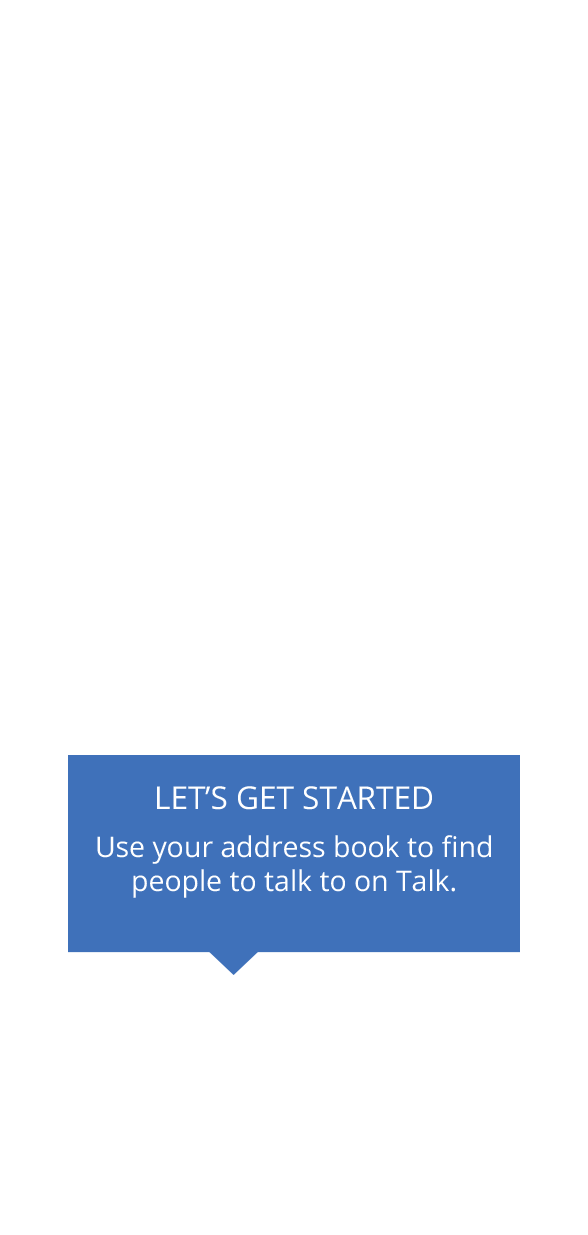 LET’S GET STARTED
Use your address book to find
people to talk to on Talk.